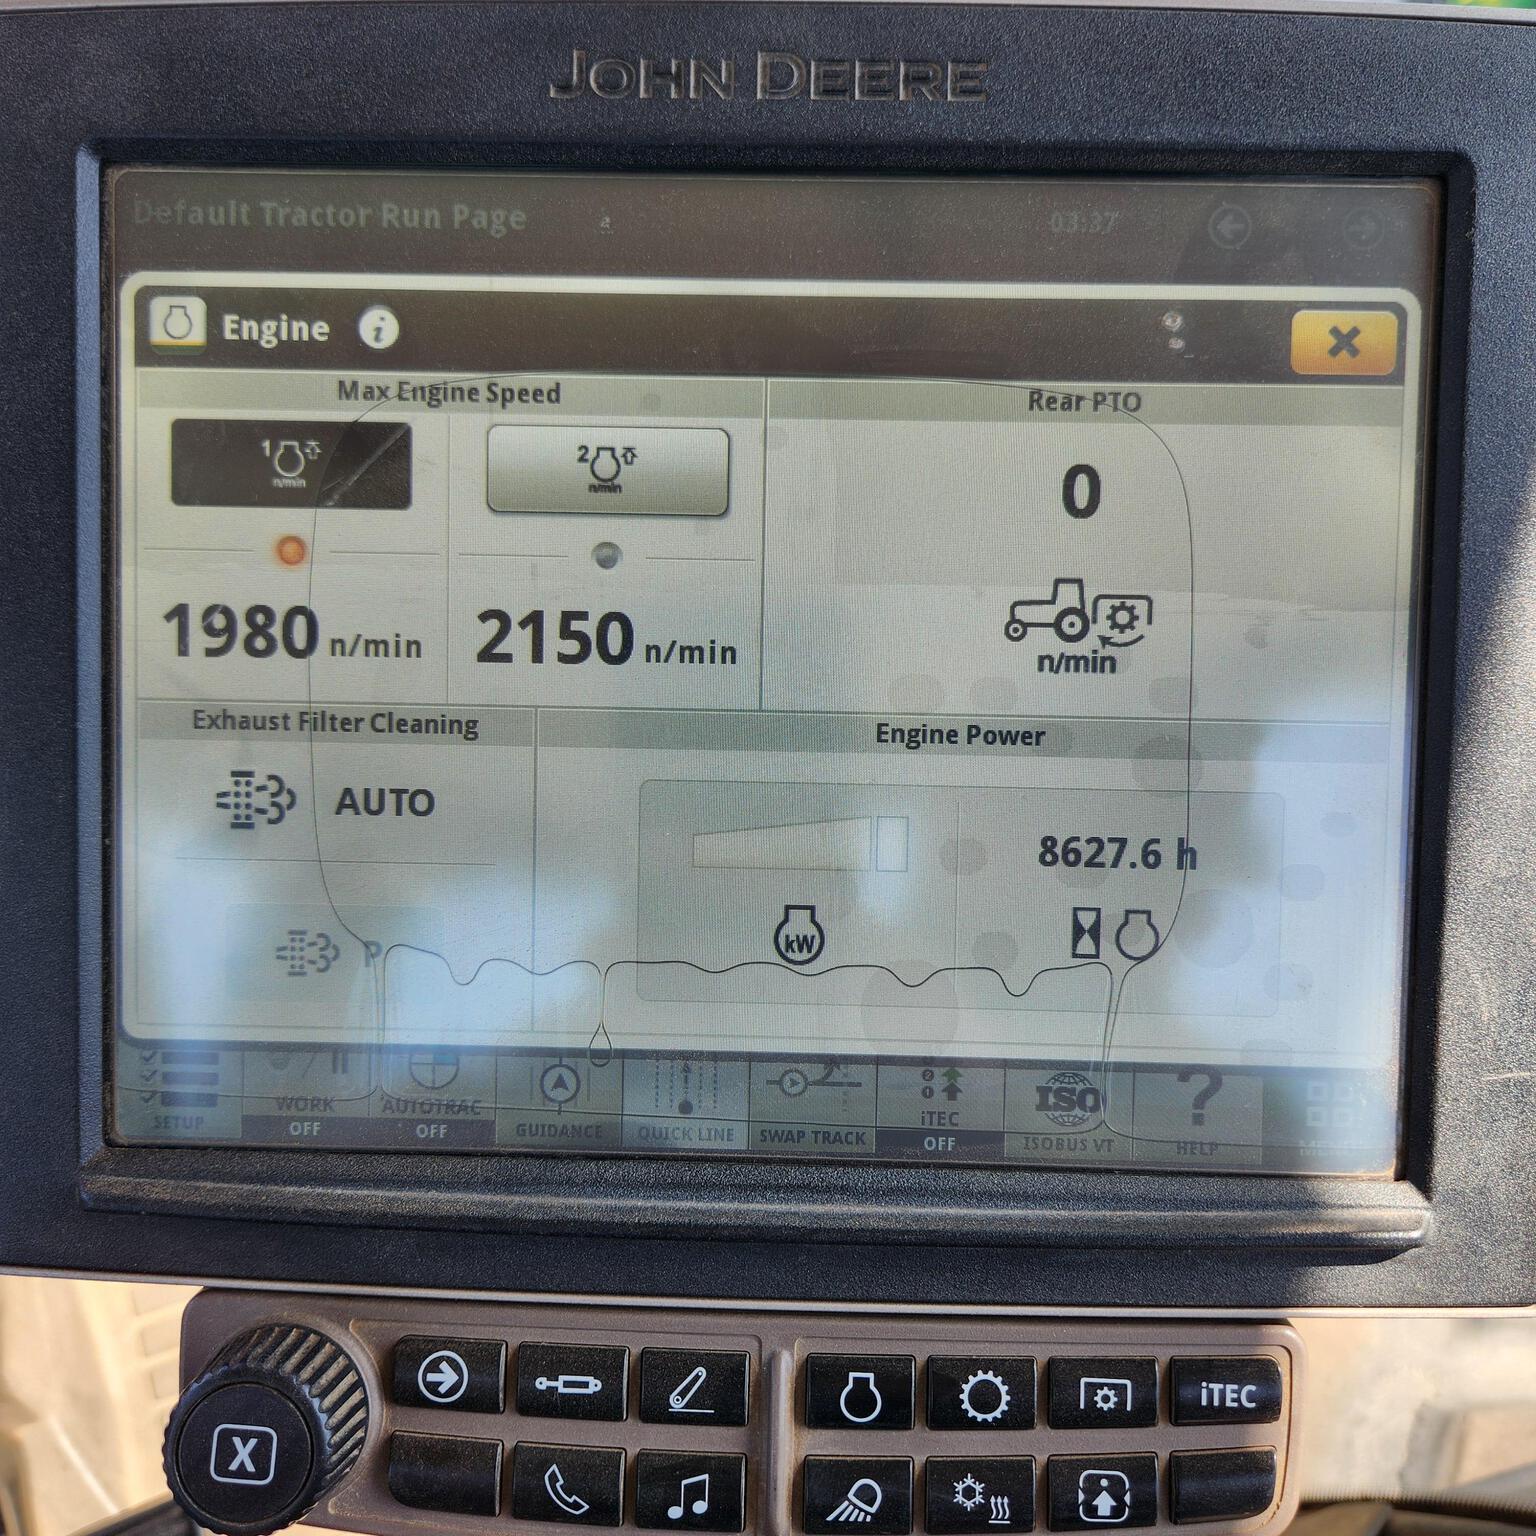 JOHN DEERE
Default Tractor Run Page
03:37
Engine
Max Engine Speed
Rear PTO
1
n/min
2
n/min
0
1980 n/min
2150 n/min
n/min
Exhaust Filter Cleaning
Engine Power
AUTO
8627.6 h
kW
P
SETUP
WORK
OFF
AUTOTRAC
OFF
GUIDANCE
QUICK LINE
SWAP TRACK
iTEC
OFF
ISO
ISOBUS VT
?
HELP
iTEC
X